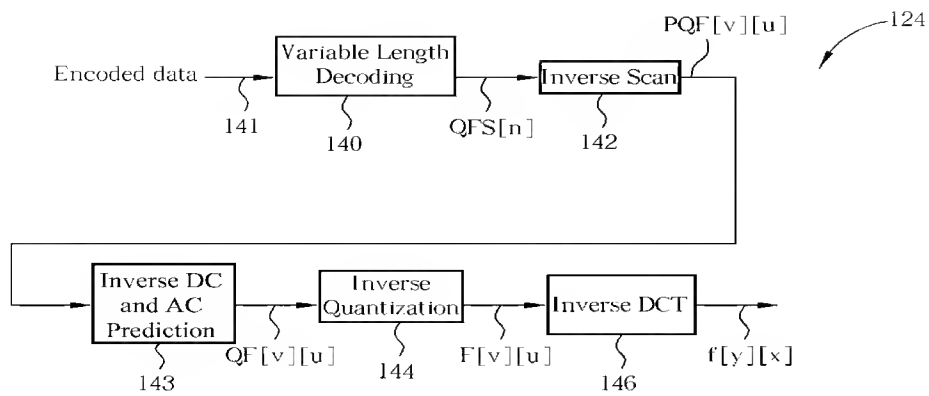 PQF[v][u]
124
Encoded data
Variable Length
Decoding
Inverse Scan
141
140
QFS[n]
142
Inverse DC
and AC
Prediction
Inverse
Quantization
Inverse DCT
143
QF[v][u]
144
F[v][u]
146
f[y][x]